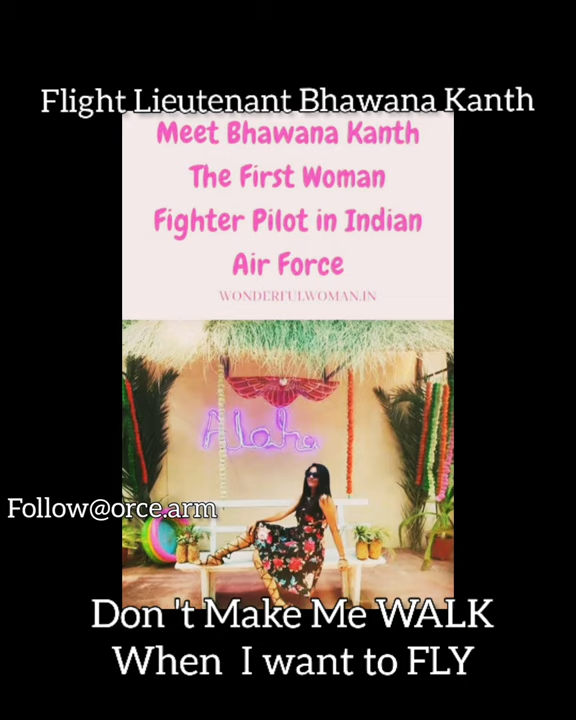 Flight Lieutenant Bhawana Kanth
Meet Bhawana Kanth
The First Woman
Fighter Pilot in Indian
Air Force
WONDERFULWOMAN.IN
Aloha
Follow@orce.arm
Don 't Make Me WALK
When I want to FLY